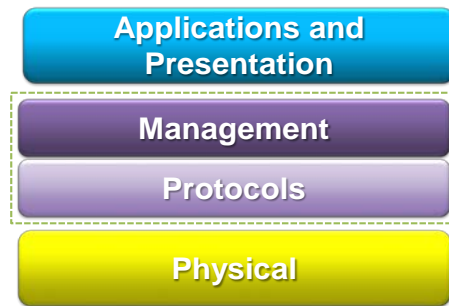 Applications and
Presentation
Management
Protocols
Physical